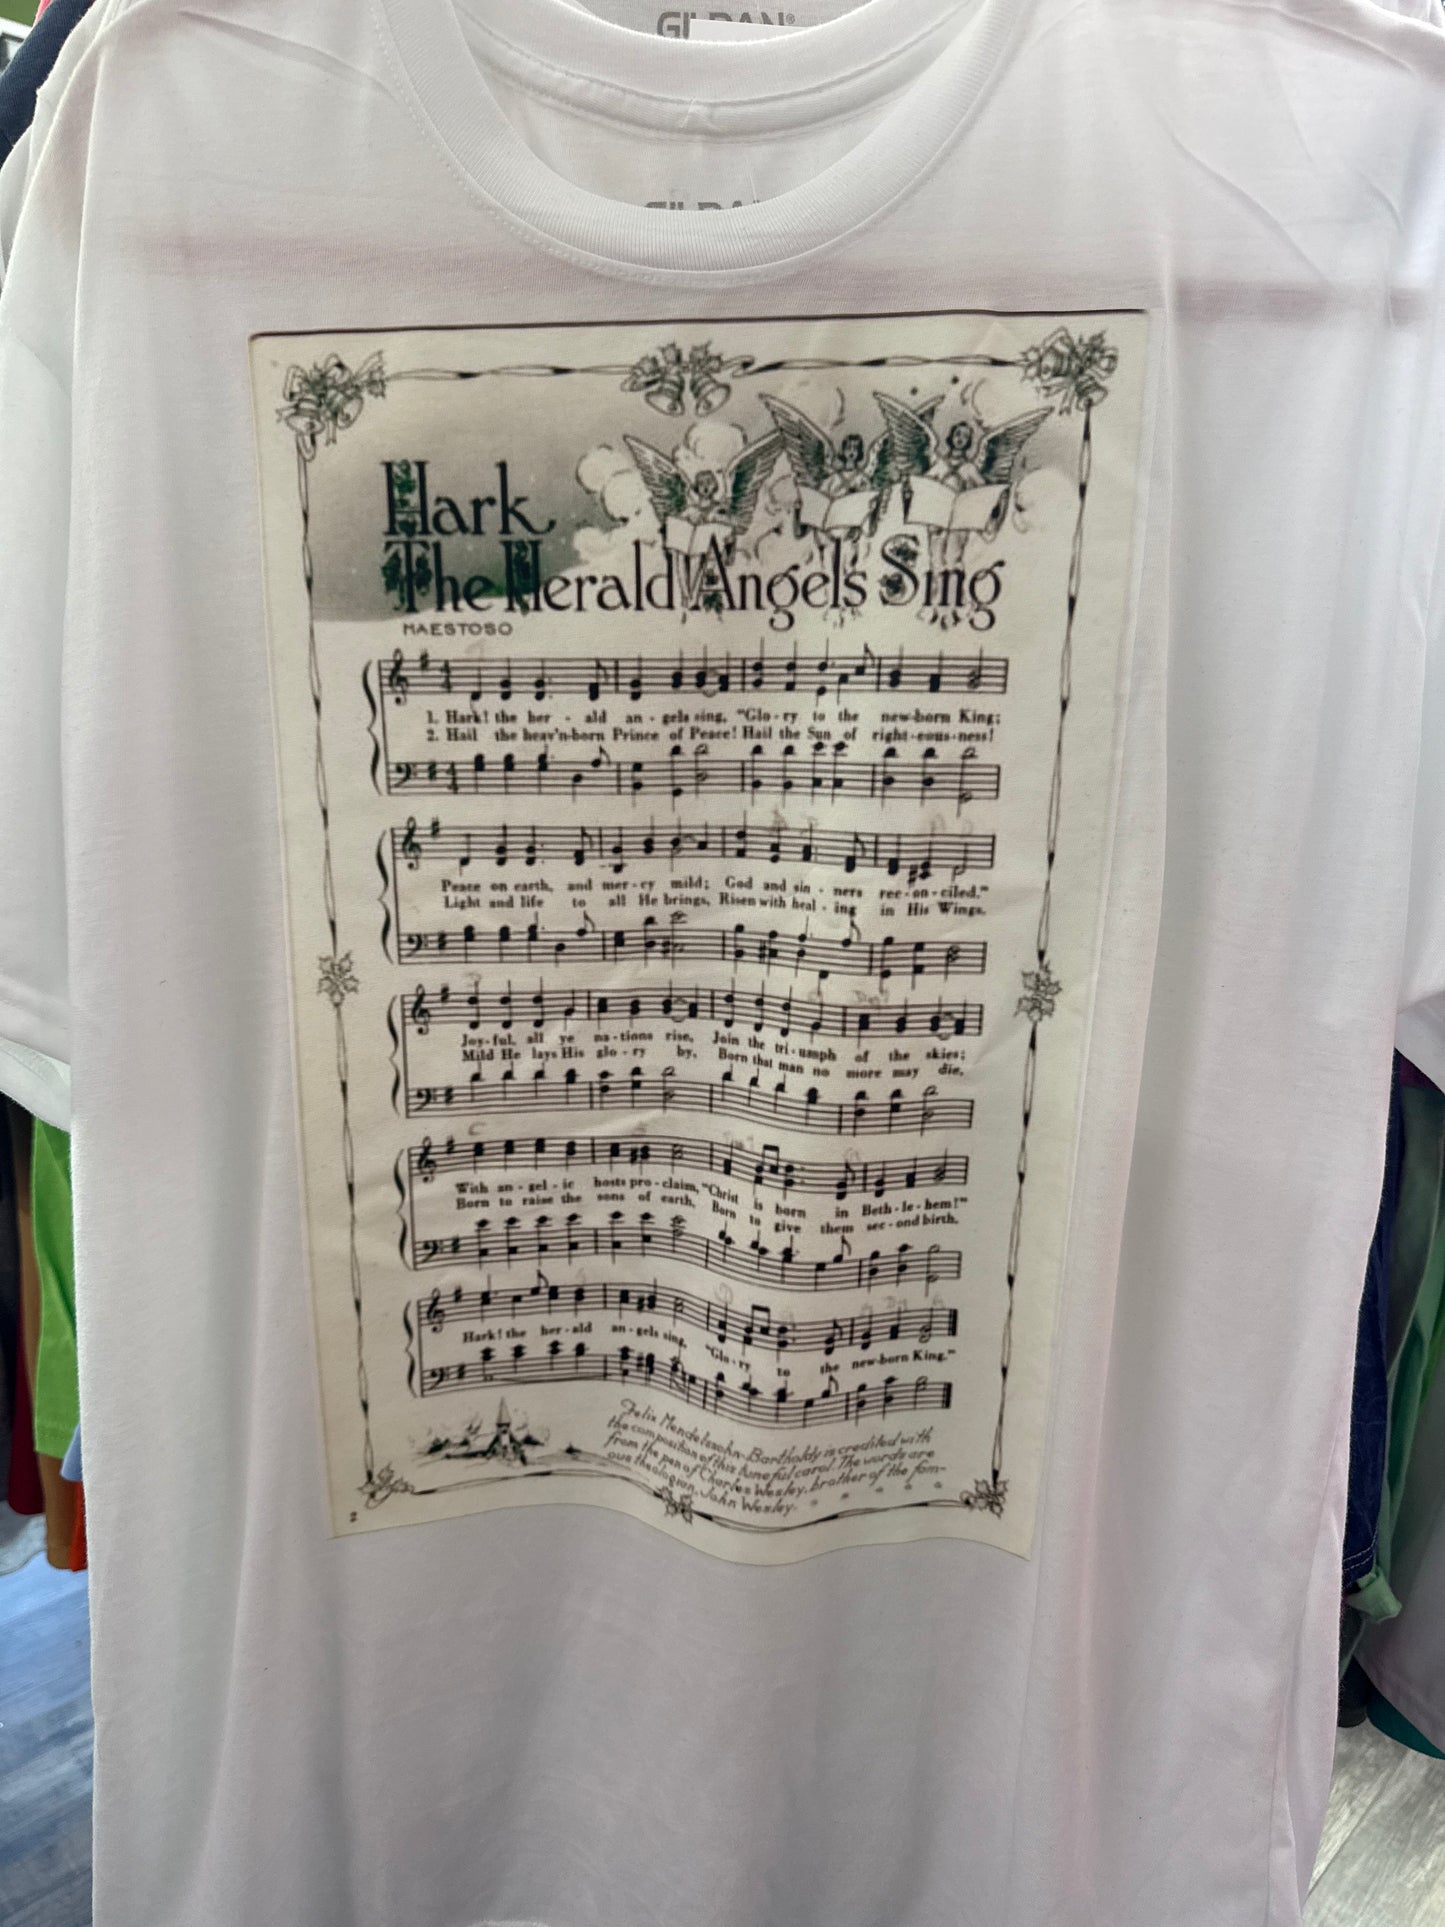 GILDAN®
Hark
The Herald Angels Sing
MAESTOSO
1. Hark! the her - ald an - gels sing, "Glo - ry to the new-born King;
2. Hail the heav'n-born Prince of Peace! Hail the Sun of right-eous-ness!
Peace on earth, and mer - cy mild; God and sin - ners rec - on - ciled."
Light and life to all He brings, Risen with heal - ing in His Wings.
Joy - ful, all ye na - tions rise, Join the tri - umph of the skies;
Mild He lays His glo - ry by, Born that man no more may die,
With an - gel - ic hosts pro - claim, "Christ is born in Beth - le - hem!"
Born to raise the sons of earth, Born to give them sec - ond birth.
Hark! the her - ald an - gels sing, "Glo - ry to the new-born King."
Felix Mendelssohn-Bartholdy is credited with
the composition of this tuneful carol. The words are
from the pen of Charles Wesley, brother of the fam-
ous theologian, John Wesley.
2